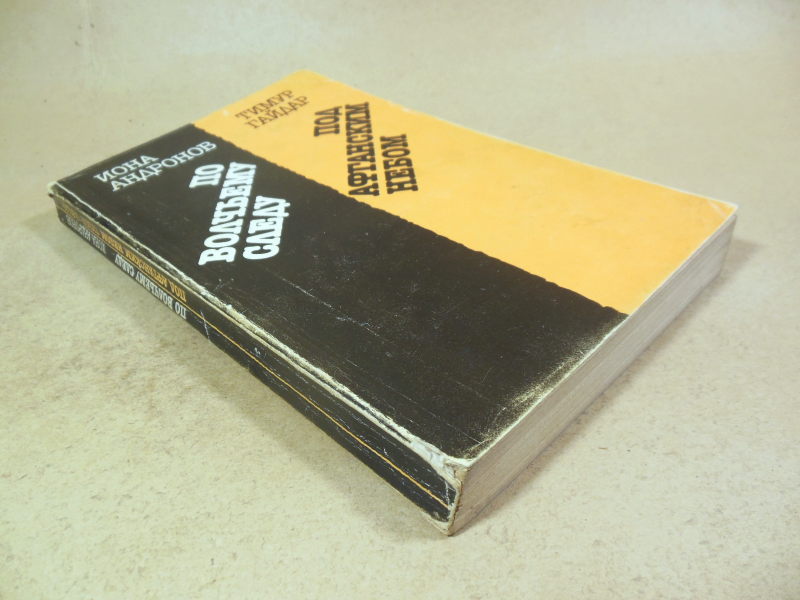 ИОНА
АНДРОНОВ
ПО
ВОЛЧЬЕМУ
СЛЕДУ
ТИМУР
ГАЙДАР
ПОД
АФГАНСКИМ
НЕБОМ
ПО ВОЛЧЬЕМУ СЛЕДУ
ПОД АФГАНСКИМ НЕБОМ